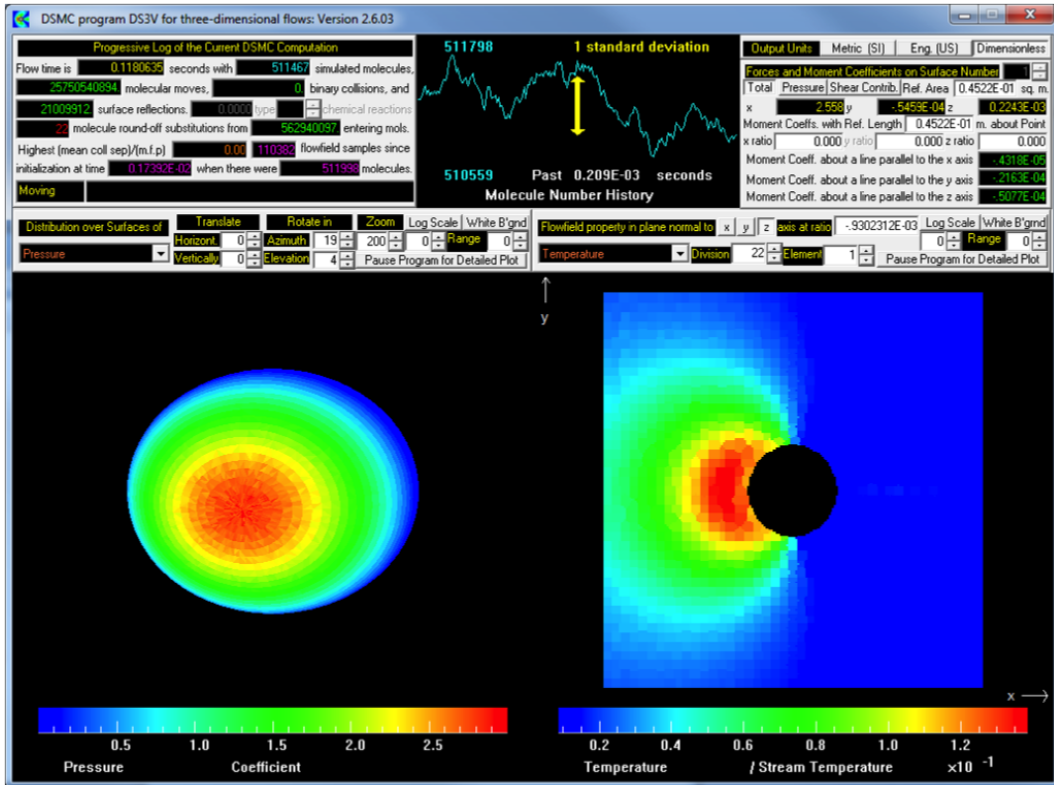 DSMC program DS3V for three-dimensional flows: Version 2.6.03
Progressive Log of the Current DSMC Computation
Flow time is 0.1180635 seconds with 511467 simulated molecules,
25750540894. molecular moves, 0. binary collisions, and
21009912 surface reflections. 0.0000 type chemical reactions
22 molecule round-off substitutions from 562940097 entering mols.
Highest (mean coll sep)/(m.f.p) 0.00 110382 flowfield samples since
initialization at time 0.17392E-02 when there were 511998 molecules.
Moving
511798 1 standard deviation
510559 Past 0.209E-03 seconds
Molecule Number History
Output Units Metric (SI) Eng. (US) Dimensionless
Forces and Moment Coefficients on Surface Number 1
Total Pressure Shear Contrib. Ref. Area 0.4522E-01 sq. m.
x 2.558 y -.5459E-04 z 0.2243E-03
Moment Coeffs. with Ref. Length 0.4522E-01 m. about Point
x ratio 0.000 y ratio 0.000 z ratio 0.000
Moment Coeff. about a line parallel to the x axis -.4318E-05
Moment Coeff. about a line parallel to the y axis -.2163E-04
Moment Coeff. about a line parallel to the z axis -.5077E-04
Distribution over Surfaces of Translate Rotate in Zoom Log Scale White B'gnd
Horizont. 0 Azimuth 19 200 0 Range 0
Pressure Vertically 0 Elevation 4 Pause Program for Detailed Plot
Flowfield property in plane normal to x y z axis at ratio -.9302312E-03 Log Scale White B'gnd
0 Range 0
Temperature Division 22 Element 1 Pause Program for Detailed Plot
y
x
0.5 1.0 1.5 2.0 2.5
Pressure Coefficient
0.2 0.4 0.6 0.8 1.0 1.2
Temperature / Stream Temperature ×10 -1